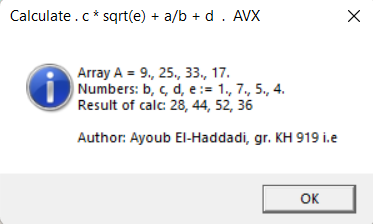 Calculate . c * sqrt(e) + a/b + d  .  AVX
Array A = 9., 25., 33., 17.
Numbers: b, c, d, e := 1., 7., 5., 4.
Result of calc: 28, 44, 52, 36
Author: Ayoub El-Haddadi, gr. KH 919 i.e
OK